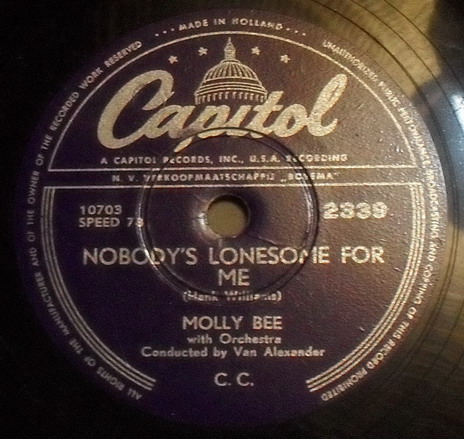 ··· MADE IN HOLLAND ···
UNAUTHORIZED PUBLIC PERFORMANCE, BROADCASTING AND COPYING OF THIS RECORD PROHIBITED
ALL RIGHTS OF THE MANUFACTURER AND OF THE OWNER OF THE RECORDED WORK RESERVED
Capitol
A CAPITOL RECORDS, INC., U.S.A. RECORDING
N. V. VERKOOPMAATSCHAPPIJ „BOVEMA"
10703
SPEED 78
2339
NOBODY'S LONESOME FOR
ME
(Hank Williams)
MOLLY BEE
with Orchestra
Conducted by Van Alexander
C. C.